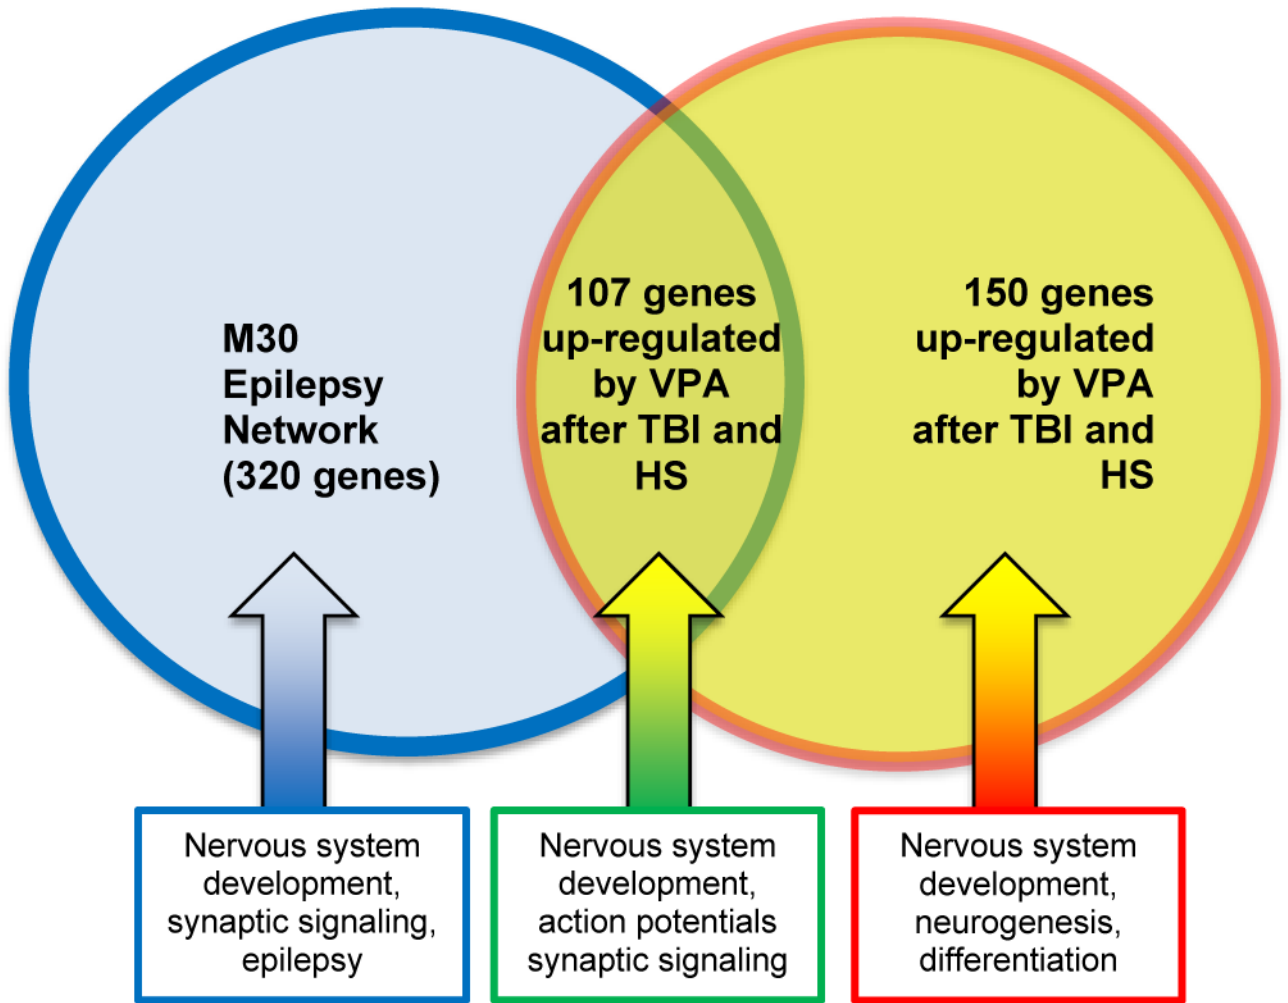 M30
Epilepsy
Network
(320 genes)
107 genes
up-regulated
by VPA
after TBI and
HS
150 genes
up-regulated
by VPA
after TBI and
HS
Nervous system
development,
synaptic signaling,
epilepsy
Nervous system
development,
action potentials
synaptic signaling
Nervous system
development,
neurogenesis,
differentiation